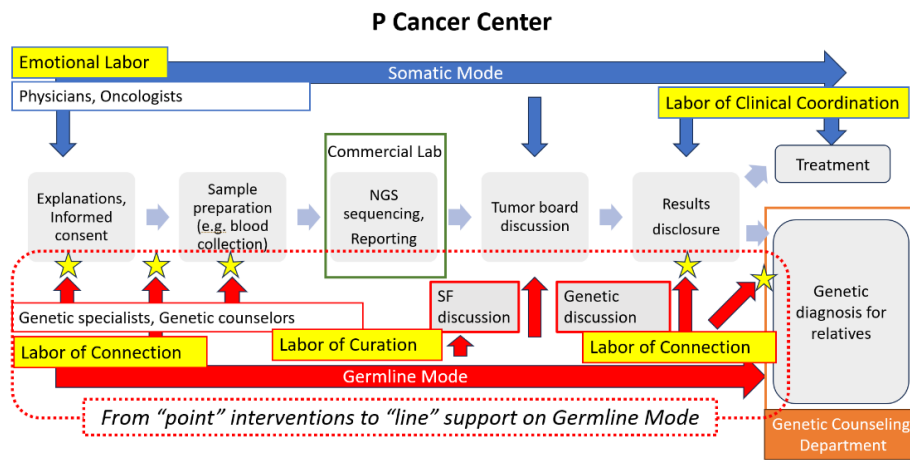 P Cancer Center
Emotional Labor
Somatic Mode
Physicians, Oncologists
Labor of Clinical Coordination
Commercial Lab
Explanations,
Informed
consent
Sample
preparation
(e.g. blood
collection)
NGS
sequencing,
Reporting
Tumor board
discussion
Results
disclosure
Treatment
Genetic
diagnosis for
relatives
SF
discussion
Genetic
discussion
Genetic specialists, Genetic counselors
Labor of Connection
Labor of Curation
Labor of Connection
Germline Mode
From “point” interventions to “line” support on Germline Mode
Genetic Counseling
Department